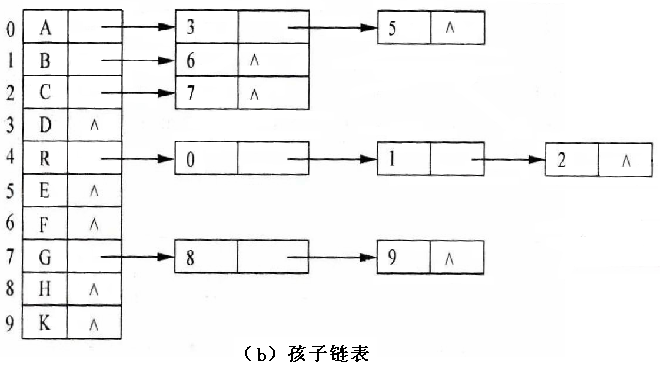 0 A 3 5 ∧
1 B 6 ∧
2 C 7 ∧
3 D ∧
4 R 0 1 2 ∧
5 E ∧
6 F ∧
7 G 8 9 ∧
8 H ∧
9 K ∧
（b）孩子链表